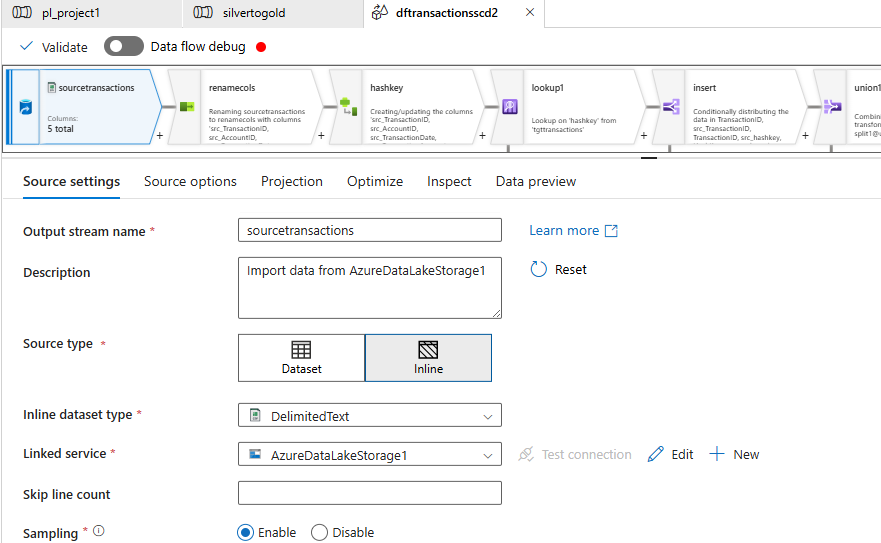 pl_project1
silvertogold
dftransactionsscd2
Validate
Data flow debug
sourcetransactions
Columns:
5 total
+
renamecols
Renaming sourcetransactions
to renamecols with columns
'src_TransactionID,
src_AccountID,
+
hashkey
Creating/updating the columns
'src_TransactionID,
src_AccountID,
src_TransactionDate,
+
lookup1
Lookup on 'hashkey' from
'tgttransactions'
+
insert
Conditionally distributing the
data in TransactionID,
src_TransactionID,
TransactionID, src_hashkey,
+
union1
Combin
transfor
split1@u
Source settings
Source options
Projection
Optimize
Inspect
Data preview
Output stream name *
sourcetransactions
Learn more
Description
Import data from AzureDataLakeStorage1
Reset
Source type *
Dataset
Inline
Inline dataset type *
DelimitedText
Linked service *
AzureDataLakeStorage1
Test connection
Edit
New
Skip line count
Sampling *
Enable
Disable